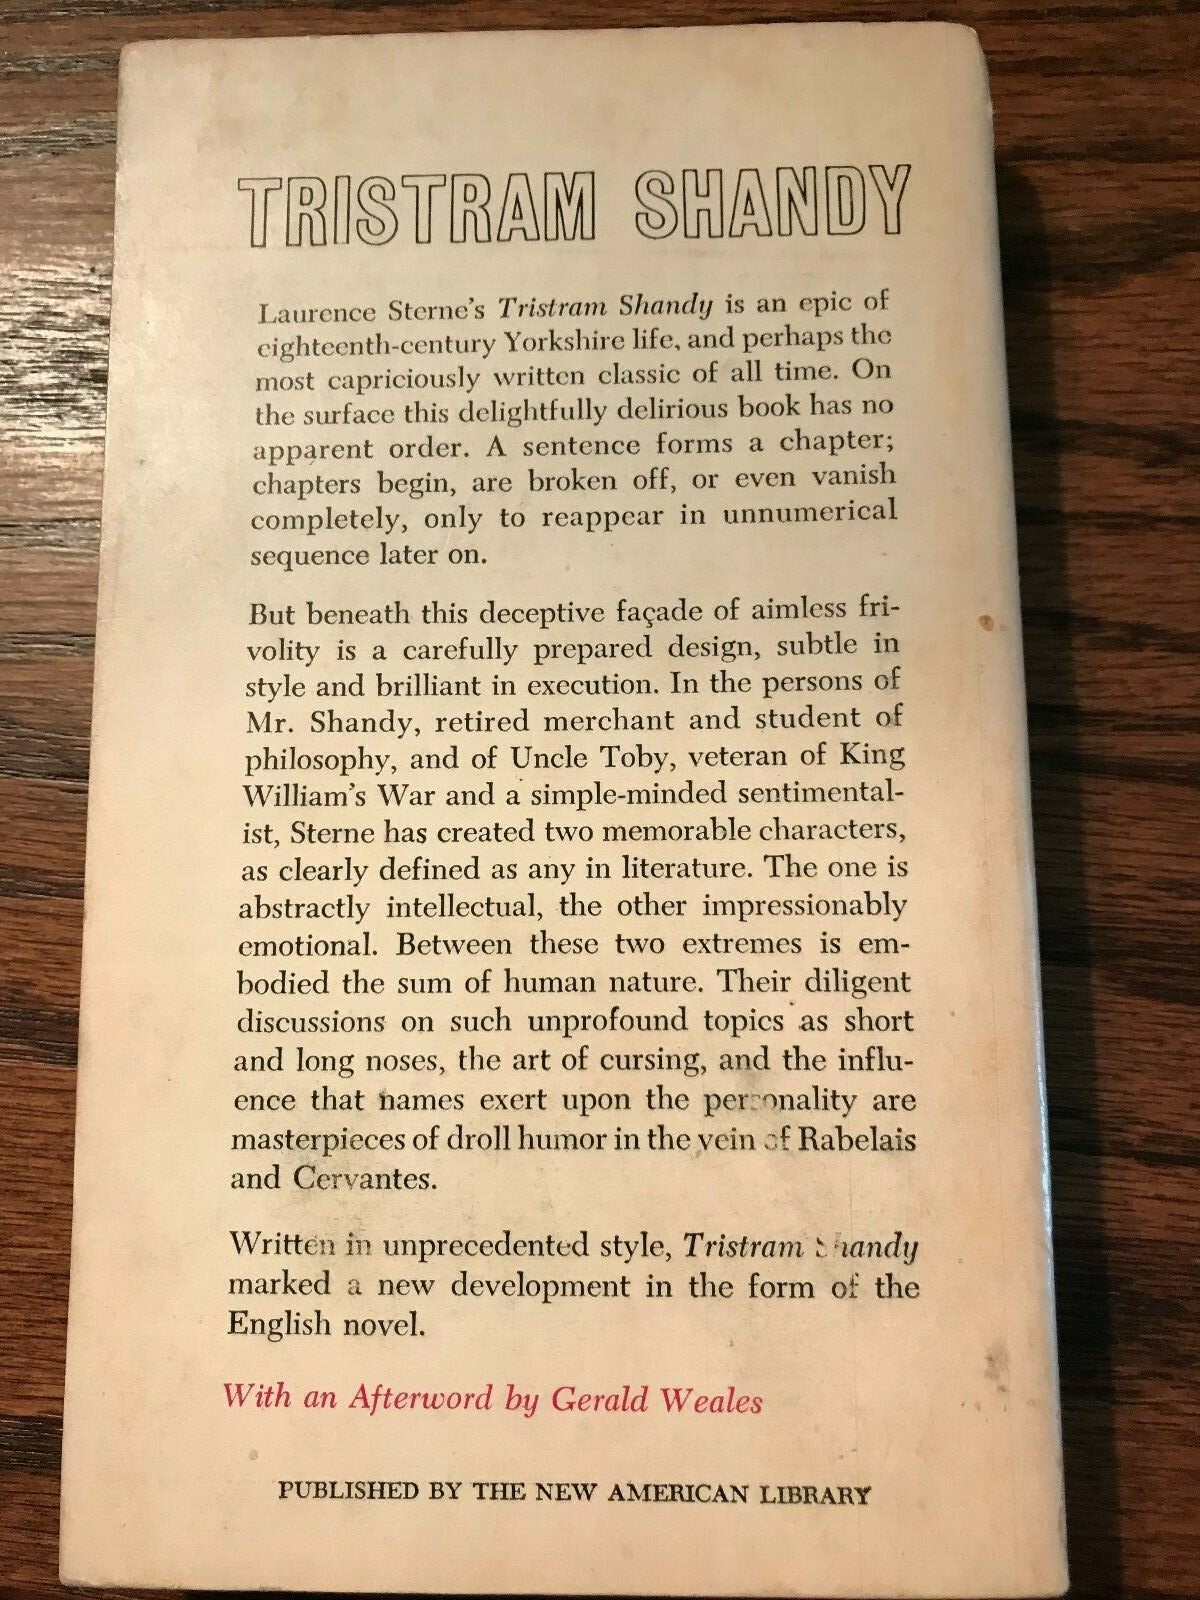 TRISTRAM SHANDY
Laurence Sterne's Tristram Shandy is an epic of
eighteenth-century Yorkshire life, and perhaps the
most capriciously written classic of all time. On
the surface this delightfully delirious book has no
apparent order. A sentence forms a chapter;
chapters begin, are broken off, or even vanish
completely, only to reappear in unnumerical
sequence later on.
But beneath this deceptive façade of aimless fri-
volity is a carefully prepared design, subtle in
style and brilliant in execution. In the persons of
Mr. Shandy, retired merchant and student of
philosophy, and of Uncle Toby, veteran of King
William's War and a simple-minded sentimental-
ist, Sterne has created two memorable characters,
as clearly defined as any in literature. The one is
abstractly intellectual, the other impressionably
emotional. Between these two extremes is em-
bodied the sum of human nature. Their diligent
discussions on such unprofound topics as short
and long noses, the art of cursing, and the influ-
ence that names exert upon the personality are
masterpieces of droll humor in the vein of Rabelais
and Cervantes.
Written in unprecedented style, Tristram Shandy
marked a new development in the form of the
English novel.
With an Afterword by Gerald Weales
PUBLISHED BY THE NEW AMERICAN LIBRARY